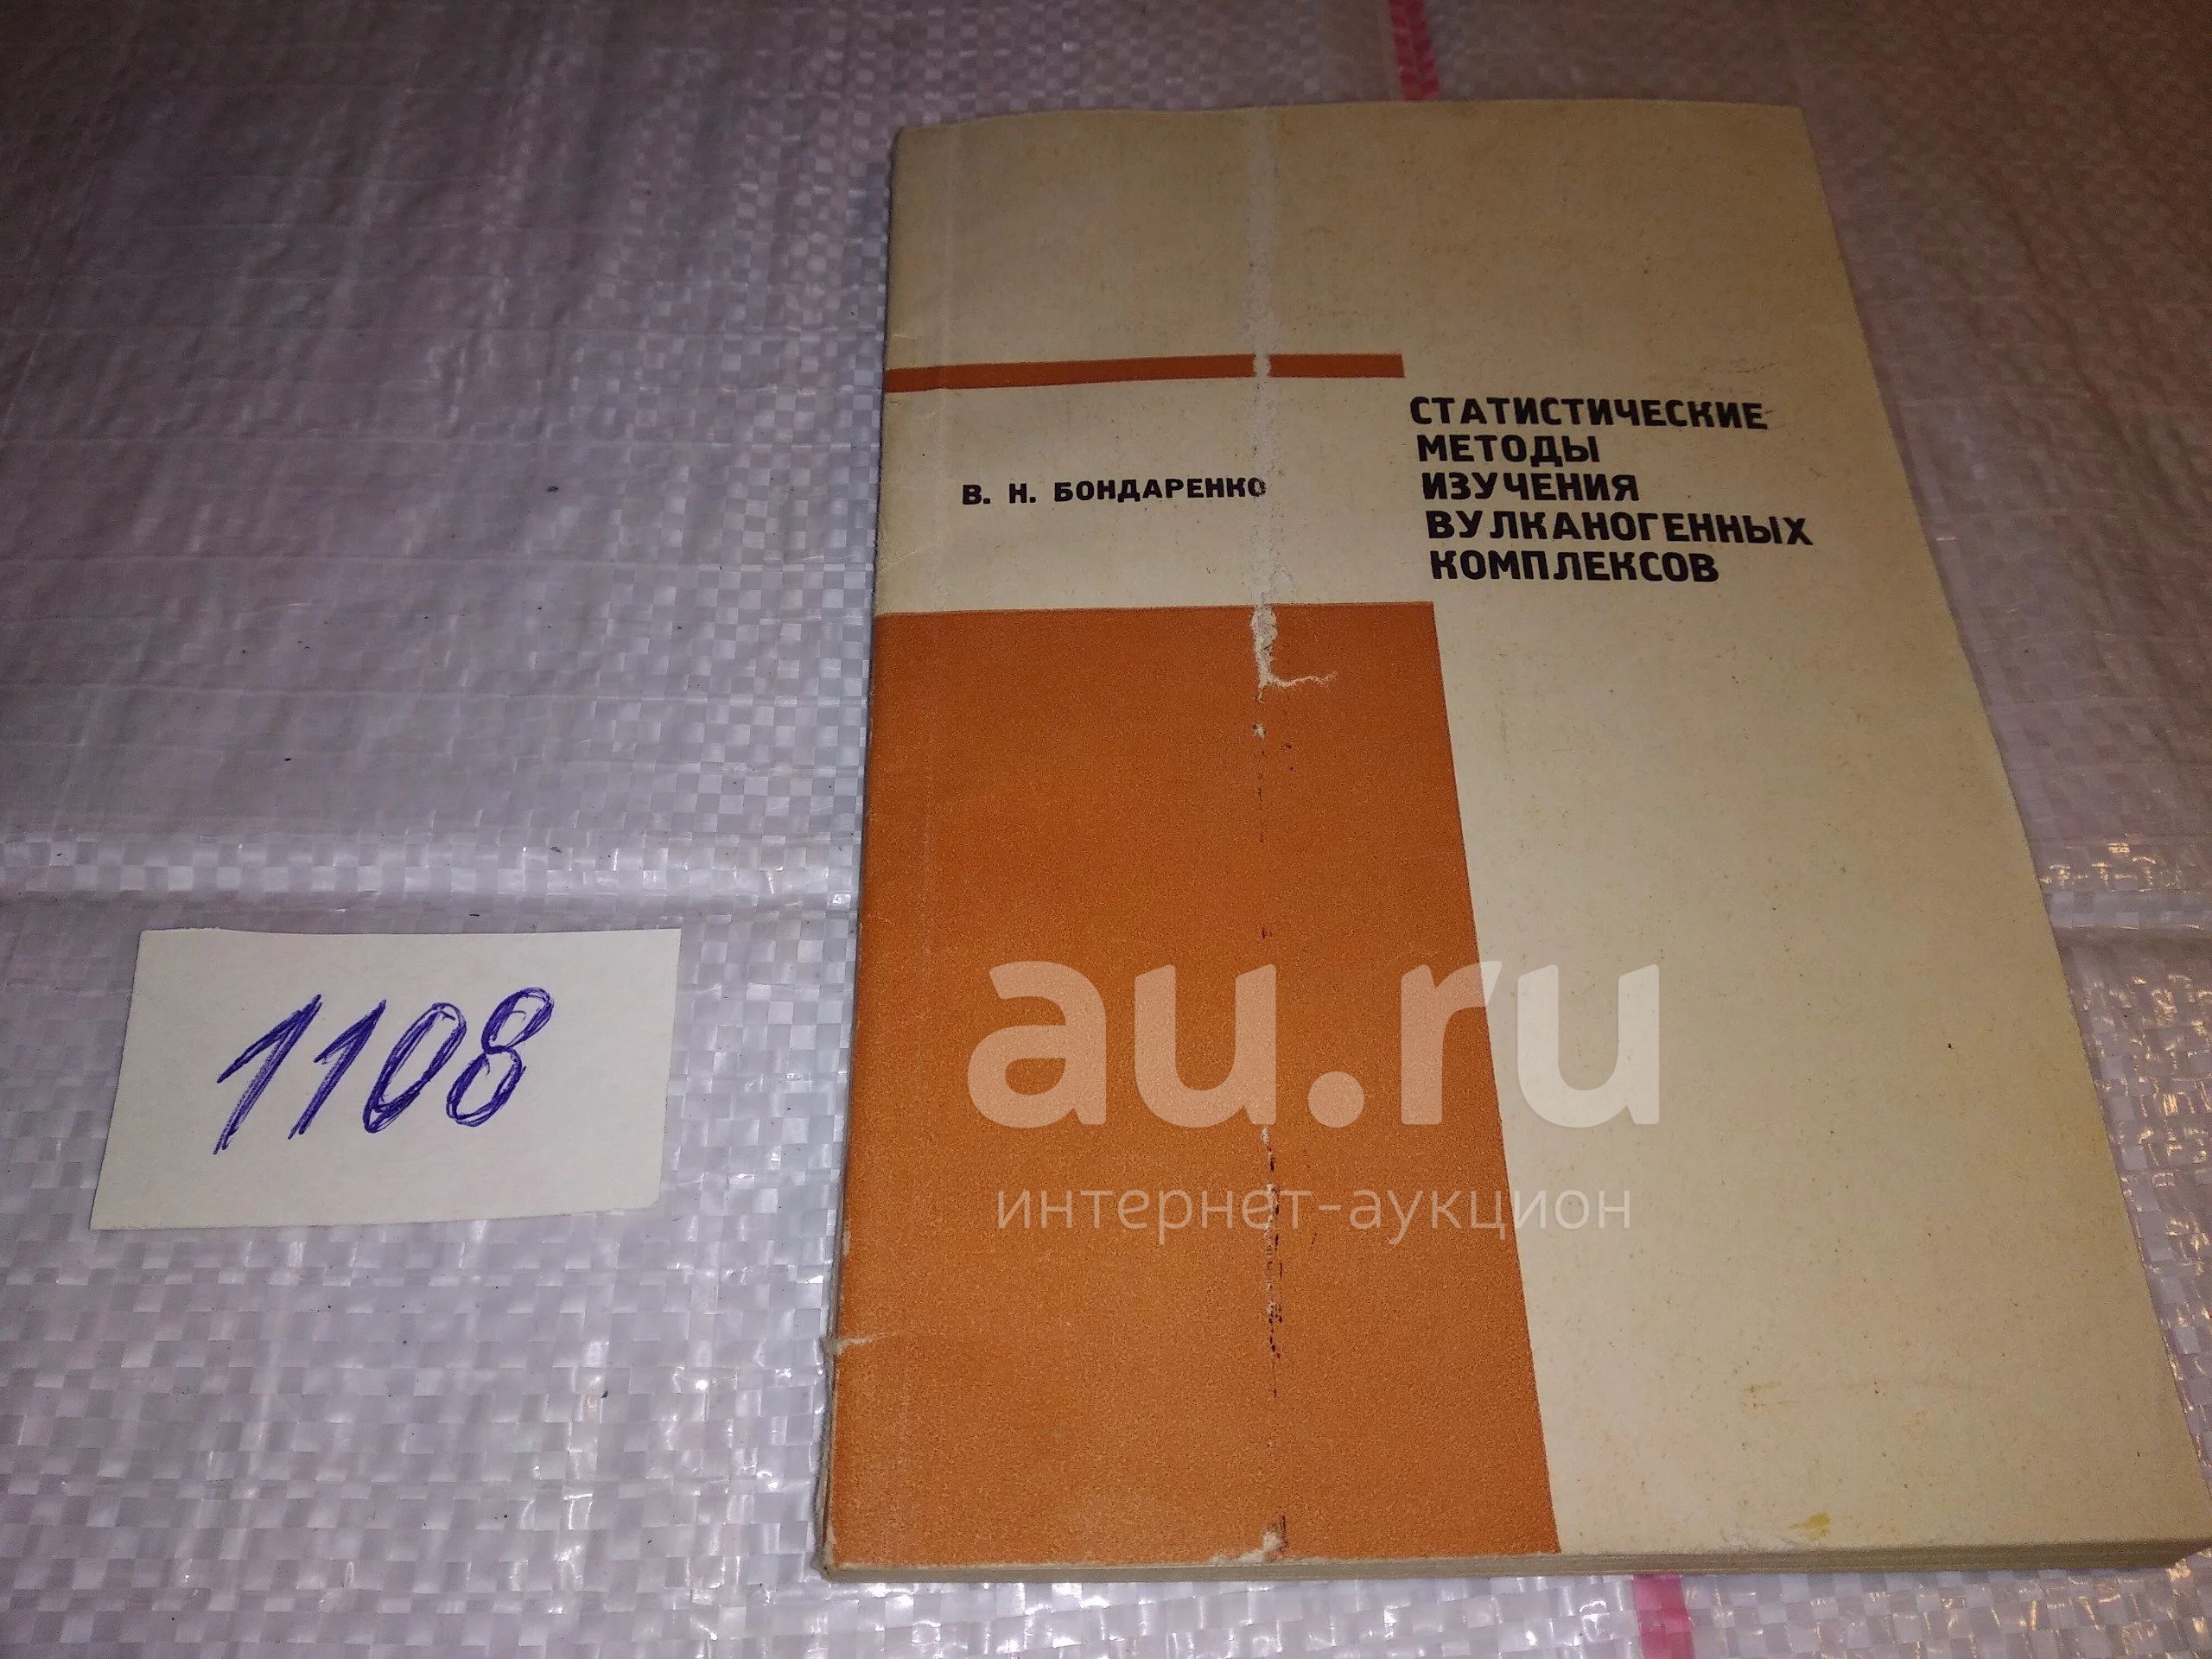 СТАТИСТИЧЕСКИЕ
МЕТОДЫ
ИЗУЧЕНИЯ
ВУЛКАНОГЕННЫХ
КОМПЛЕКСОВ
В. Н. БОНДАРЕНКО
1108
au.ru
интернет-аукцион